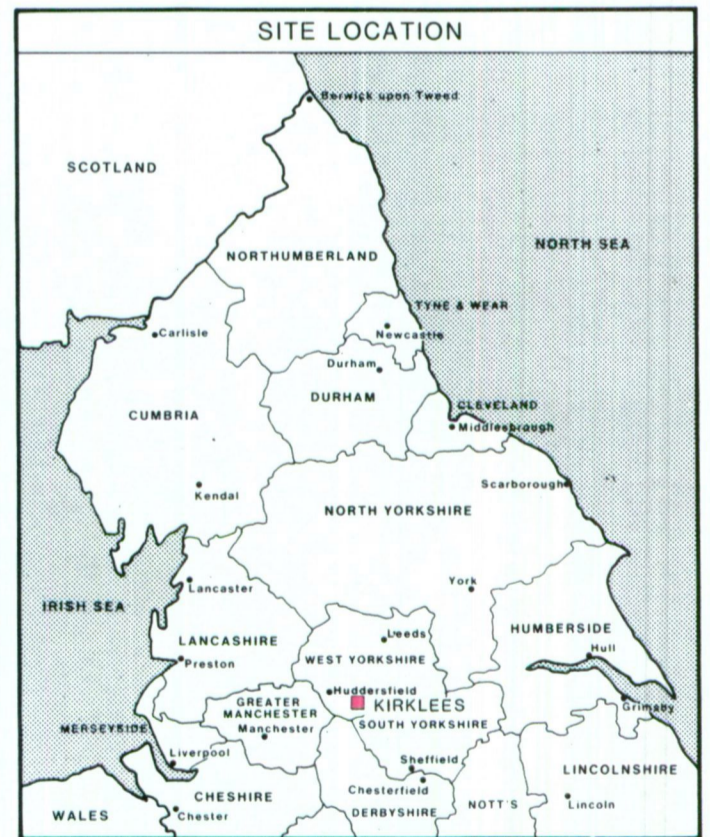 SITE LOCATION
Berwick upon Tweed
SCOTLAND
NORTH SEA
NORTHUMBERLAND
TYNE & WEAR
Carlisle
Newcastle
Durham
DURHAM
CLEVELAND
CUMBRIA
Middlesbrough
Scarborough
Kendal
NORTH YORKSHIRE
York
Lancaster
IRISH SEA
HUMBERSIDE
Leeds
LANCASHIRE
Hull
WEST YORKSHIRE
Preston
Huddersfield
KIRKLEES
Grimsby
GREATER
MANCHESTER
SOUTH YORKSHIRE
MERSEYSIDE
Manchester
Liverpool
Sheffield
LINCOLNSHIRE
Chesterfield
CHESHIRE
Lincoln
NOTT'S
DERBYSHIRE
WALES
Chester